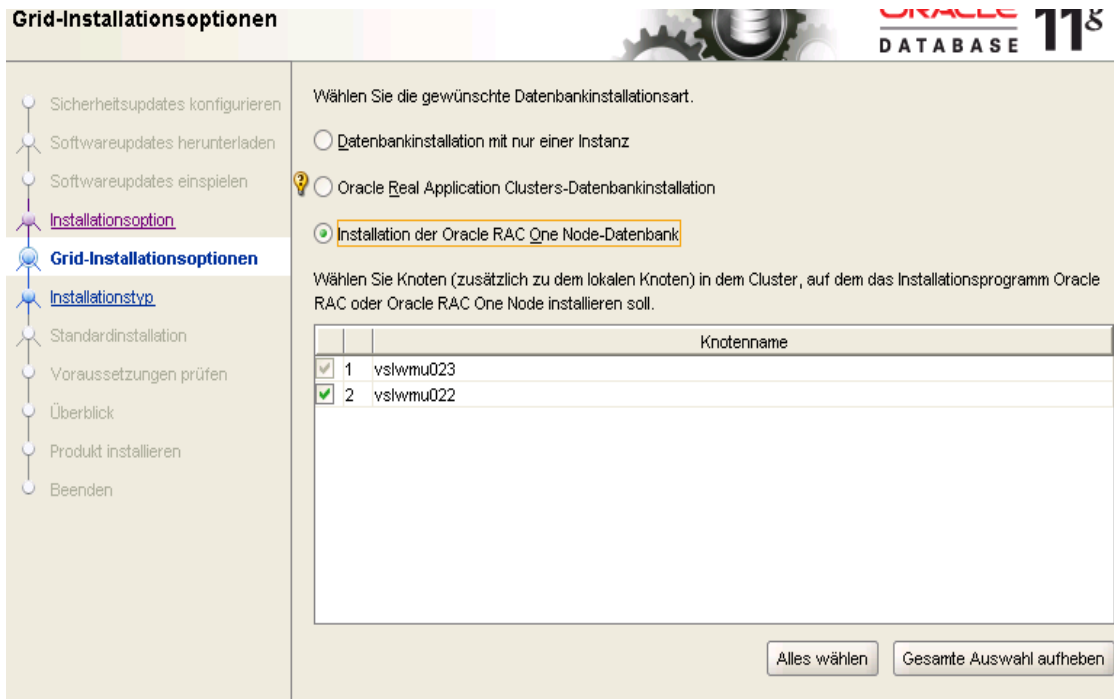 Grid-Installationsoptionen
ORACLE 11g
DATABASE
Sicherheitsupdates konfigurieren
Softwareupdates herunterladen
Softwareupdates einspielen
Installationsoption
Grid-Installationsoptionen
Installationstyp
Standardinstallation
Voraussetzungen prüfen
Überblick
Produkt installieren
Beenden
Wählen Sie die gewünschte Datenbankinstallationsart.
Datenbankinstallation mit nur einer Instanz
Oracle Real Application Clusters-Datenbankinstallation
Installation der Oracle RAC One Node-Datenbank
Wählen Sie Knoten (zusätzlich zu dem lokalen Knoten) in dem Cluster, auf dem das Installationsprogramm Oracle
RAC oder Oracle RAC One Node installieren soll.
Knotenname
1 vslwmu023
2 vslwmu022
Alles wählen
Gesamte Auswahl aufheben